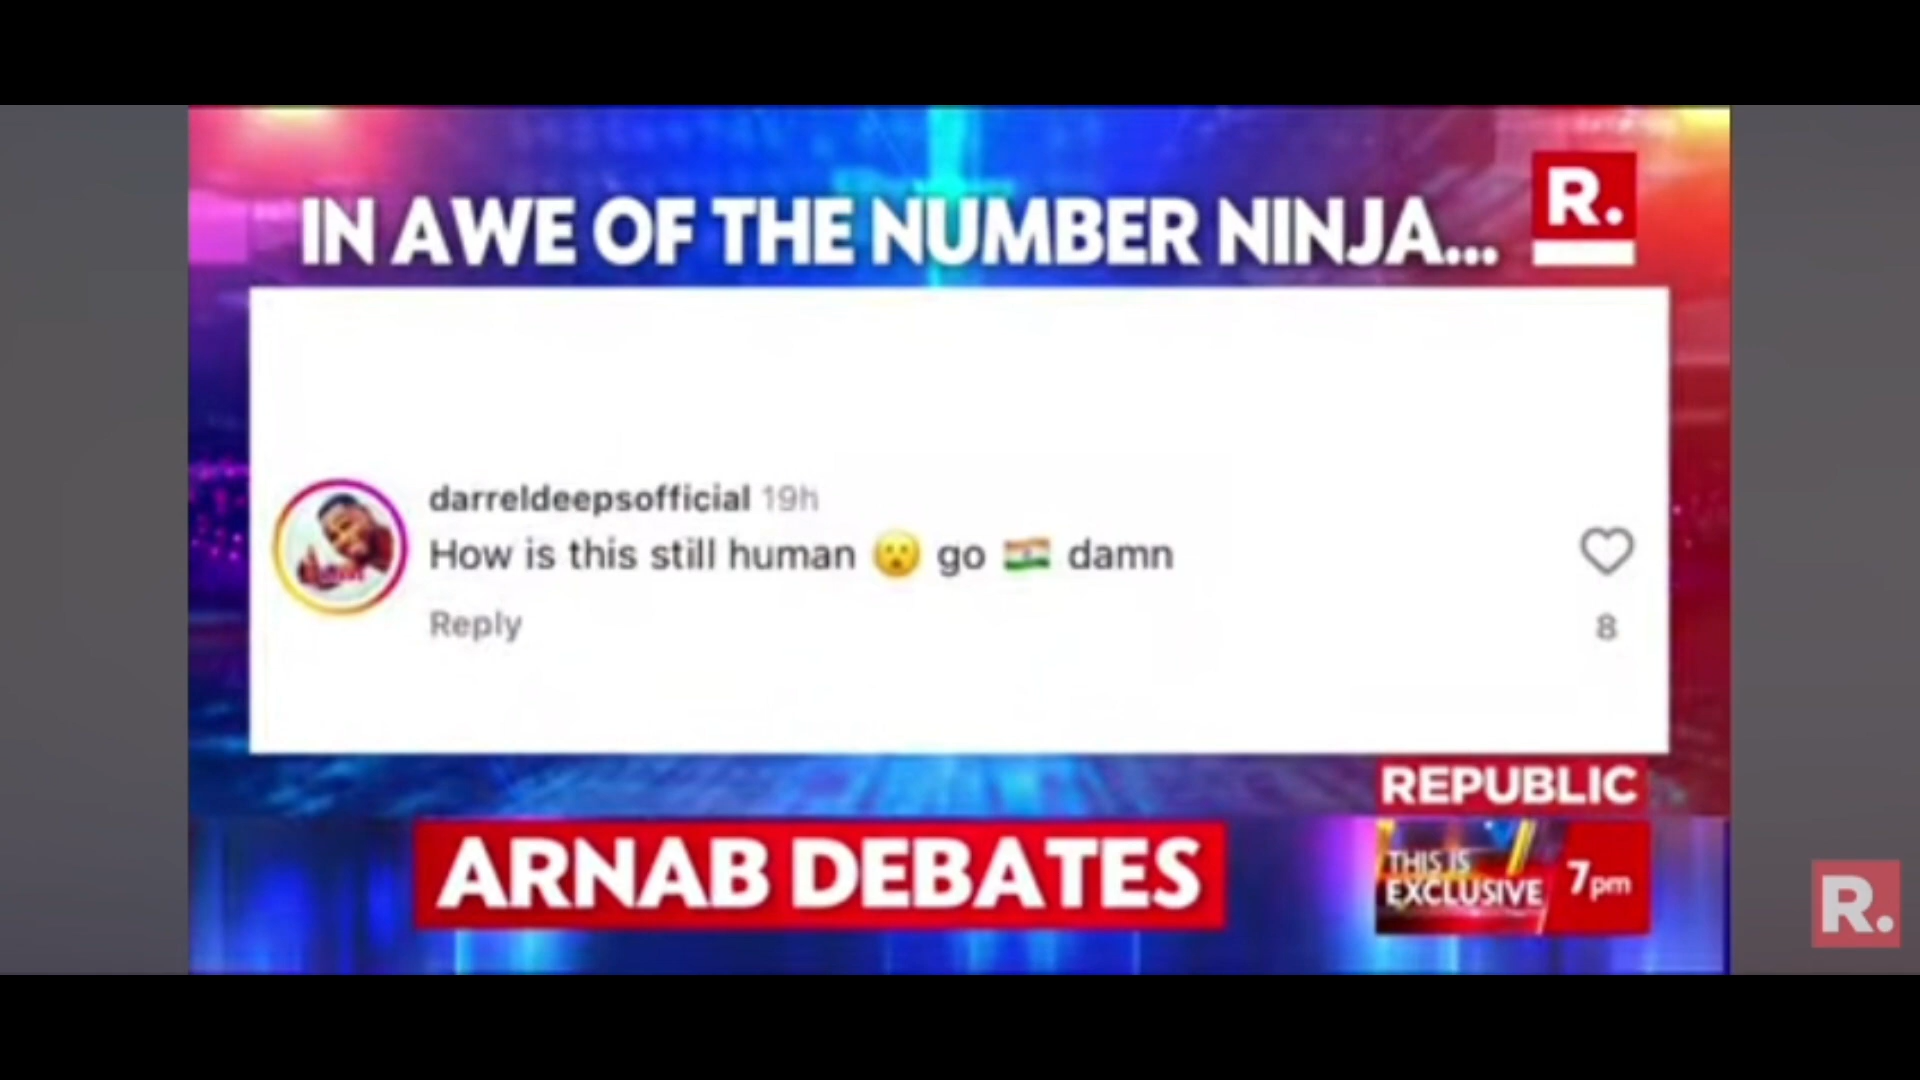 IN AWE OF THE NUMBER NINJA...
R.
darreldeepsofficial 19h
How is this still human 😮 go 🇮🇳 damn
Reply
8
REPUBLIC
ARNAB DEBATES
THIS IS
EXCLUSIVE
7pm
R.